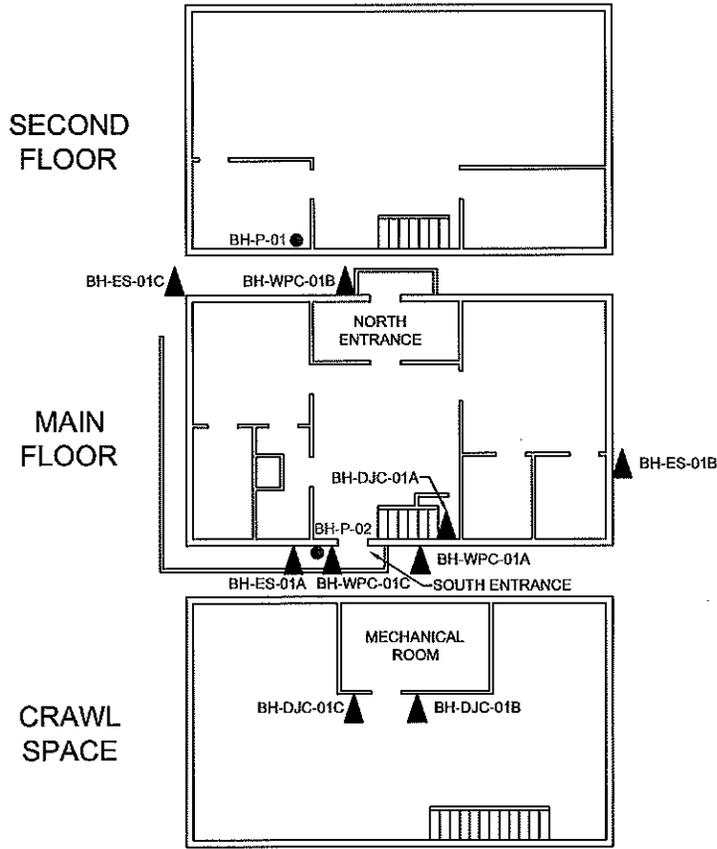 SECOND
FLOOR
BH-P-01
BH-ES-01C
BH-WPC-01B
NORTH
ENTRANCE
MAIN
FLOOR
BH-ES-01B
BH-DJC-01A
BH-P-02
BH-WPC-01A
BH-ES-01A
BH-WPC-01C
SOUTH ENTRANCE
MECHANICAL
ROOM
CRAWL
SPACE
BH-DJC-01C
BH-DJC-01B